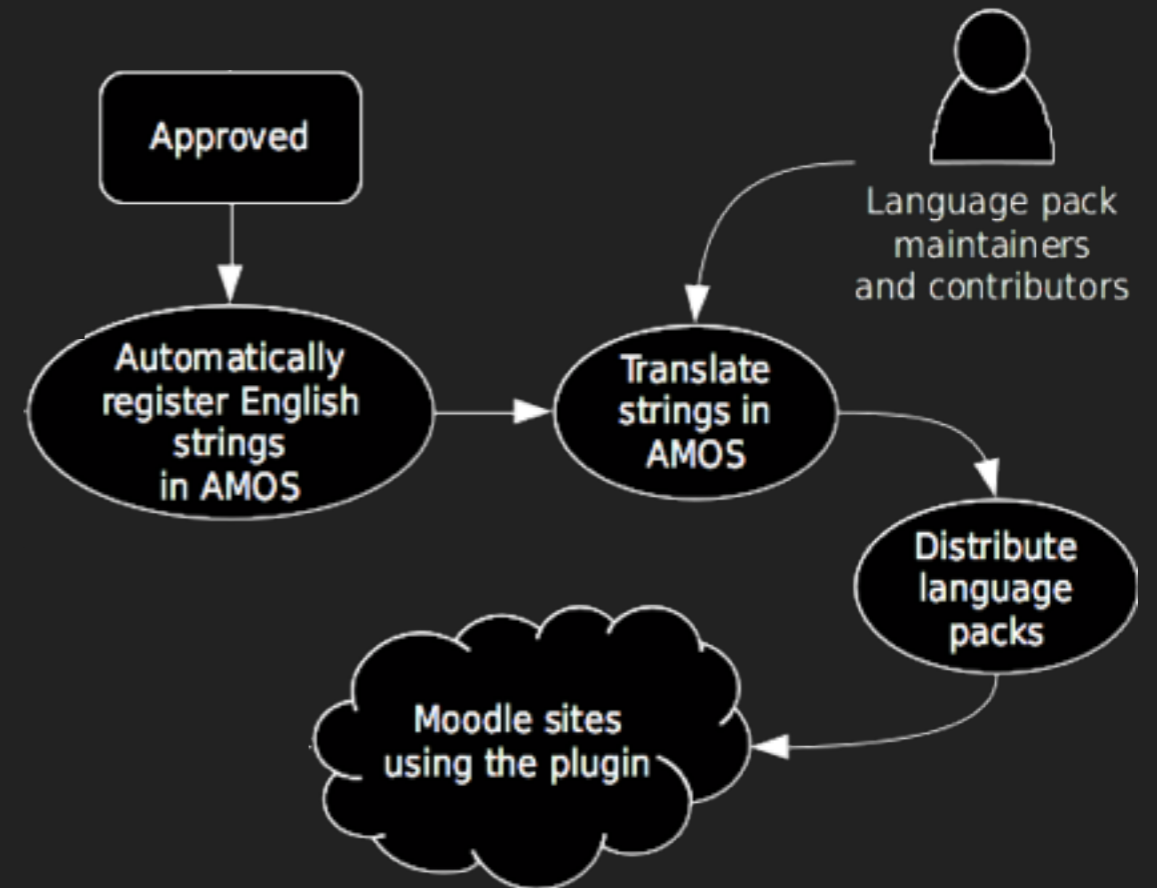 Approved
Language pack
maintainers
and contributors
Automatically
register English
strings
in AMOS
Translate
strings in
AMOS
Distribute
language
packs
Moodle sites
using the plugin